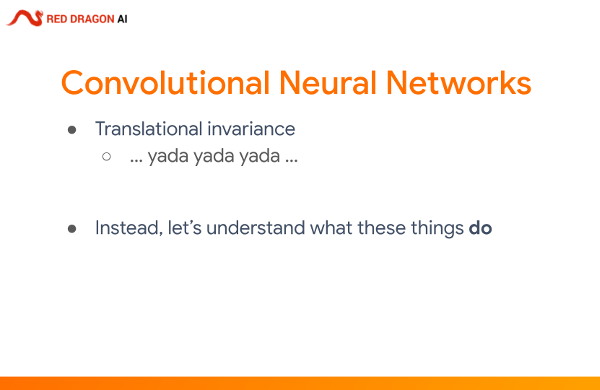 RED DRAGON AI
Convolutional Neural Networks
● Translational invariance
○ ... yada yada yada ...
● Instead, let’s understand what these things do